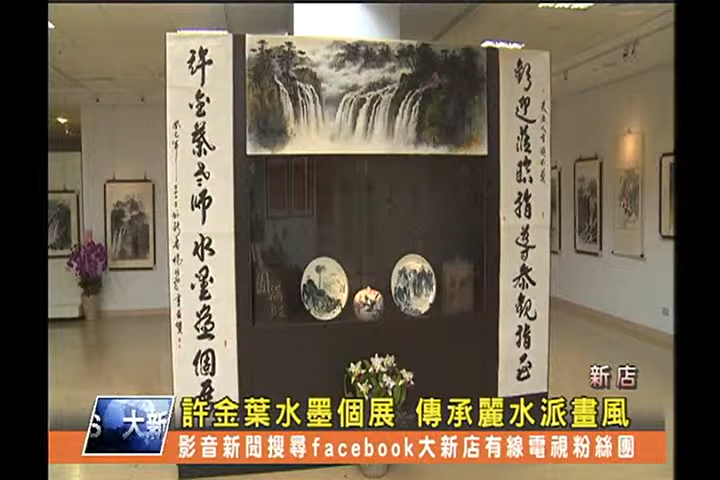 許金葉老師水墨畫個展
歡迎蒞臨指導參觀指正
新店
S 大新
許金葉水墨個展 傳承麗水派畫風
影音新聞搜尋facebook大新店有線電視粉絲團